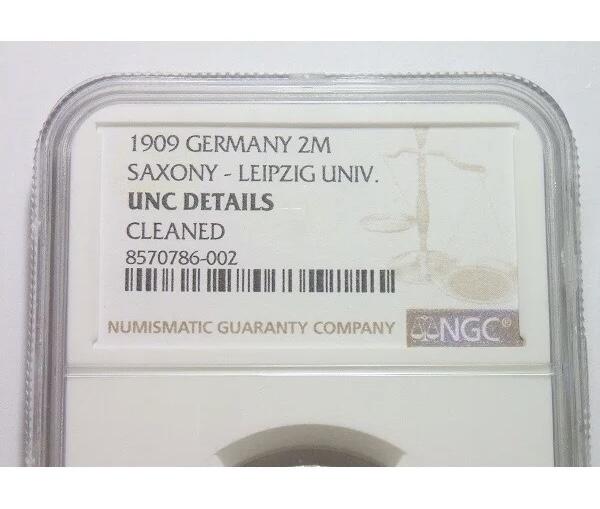 1909 GERMANY 2M
SAXONY - LEIPZIG UNIV.
UNC DETAILS
CLEANED
8570786-002
NUMISMATIC GUARANTY COMPANY NGC®